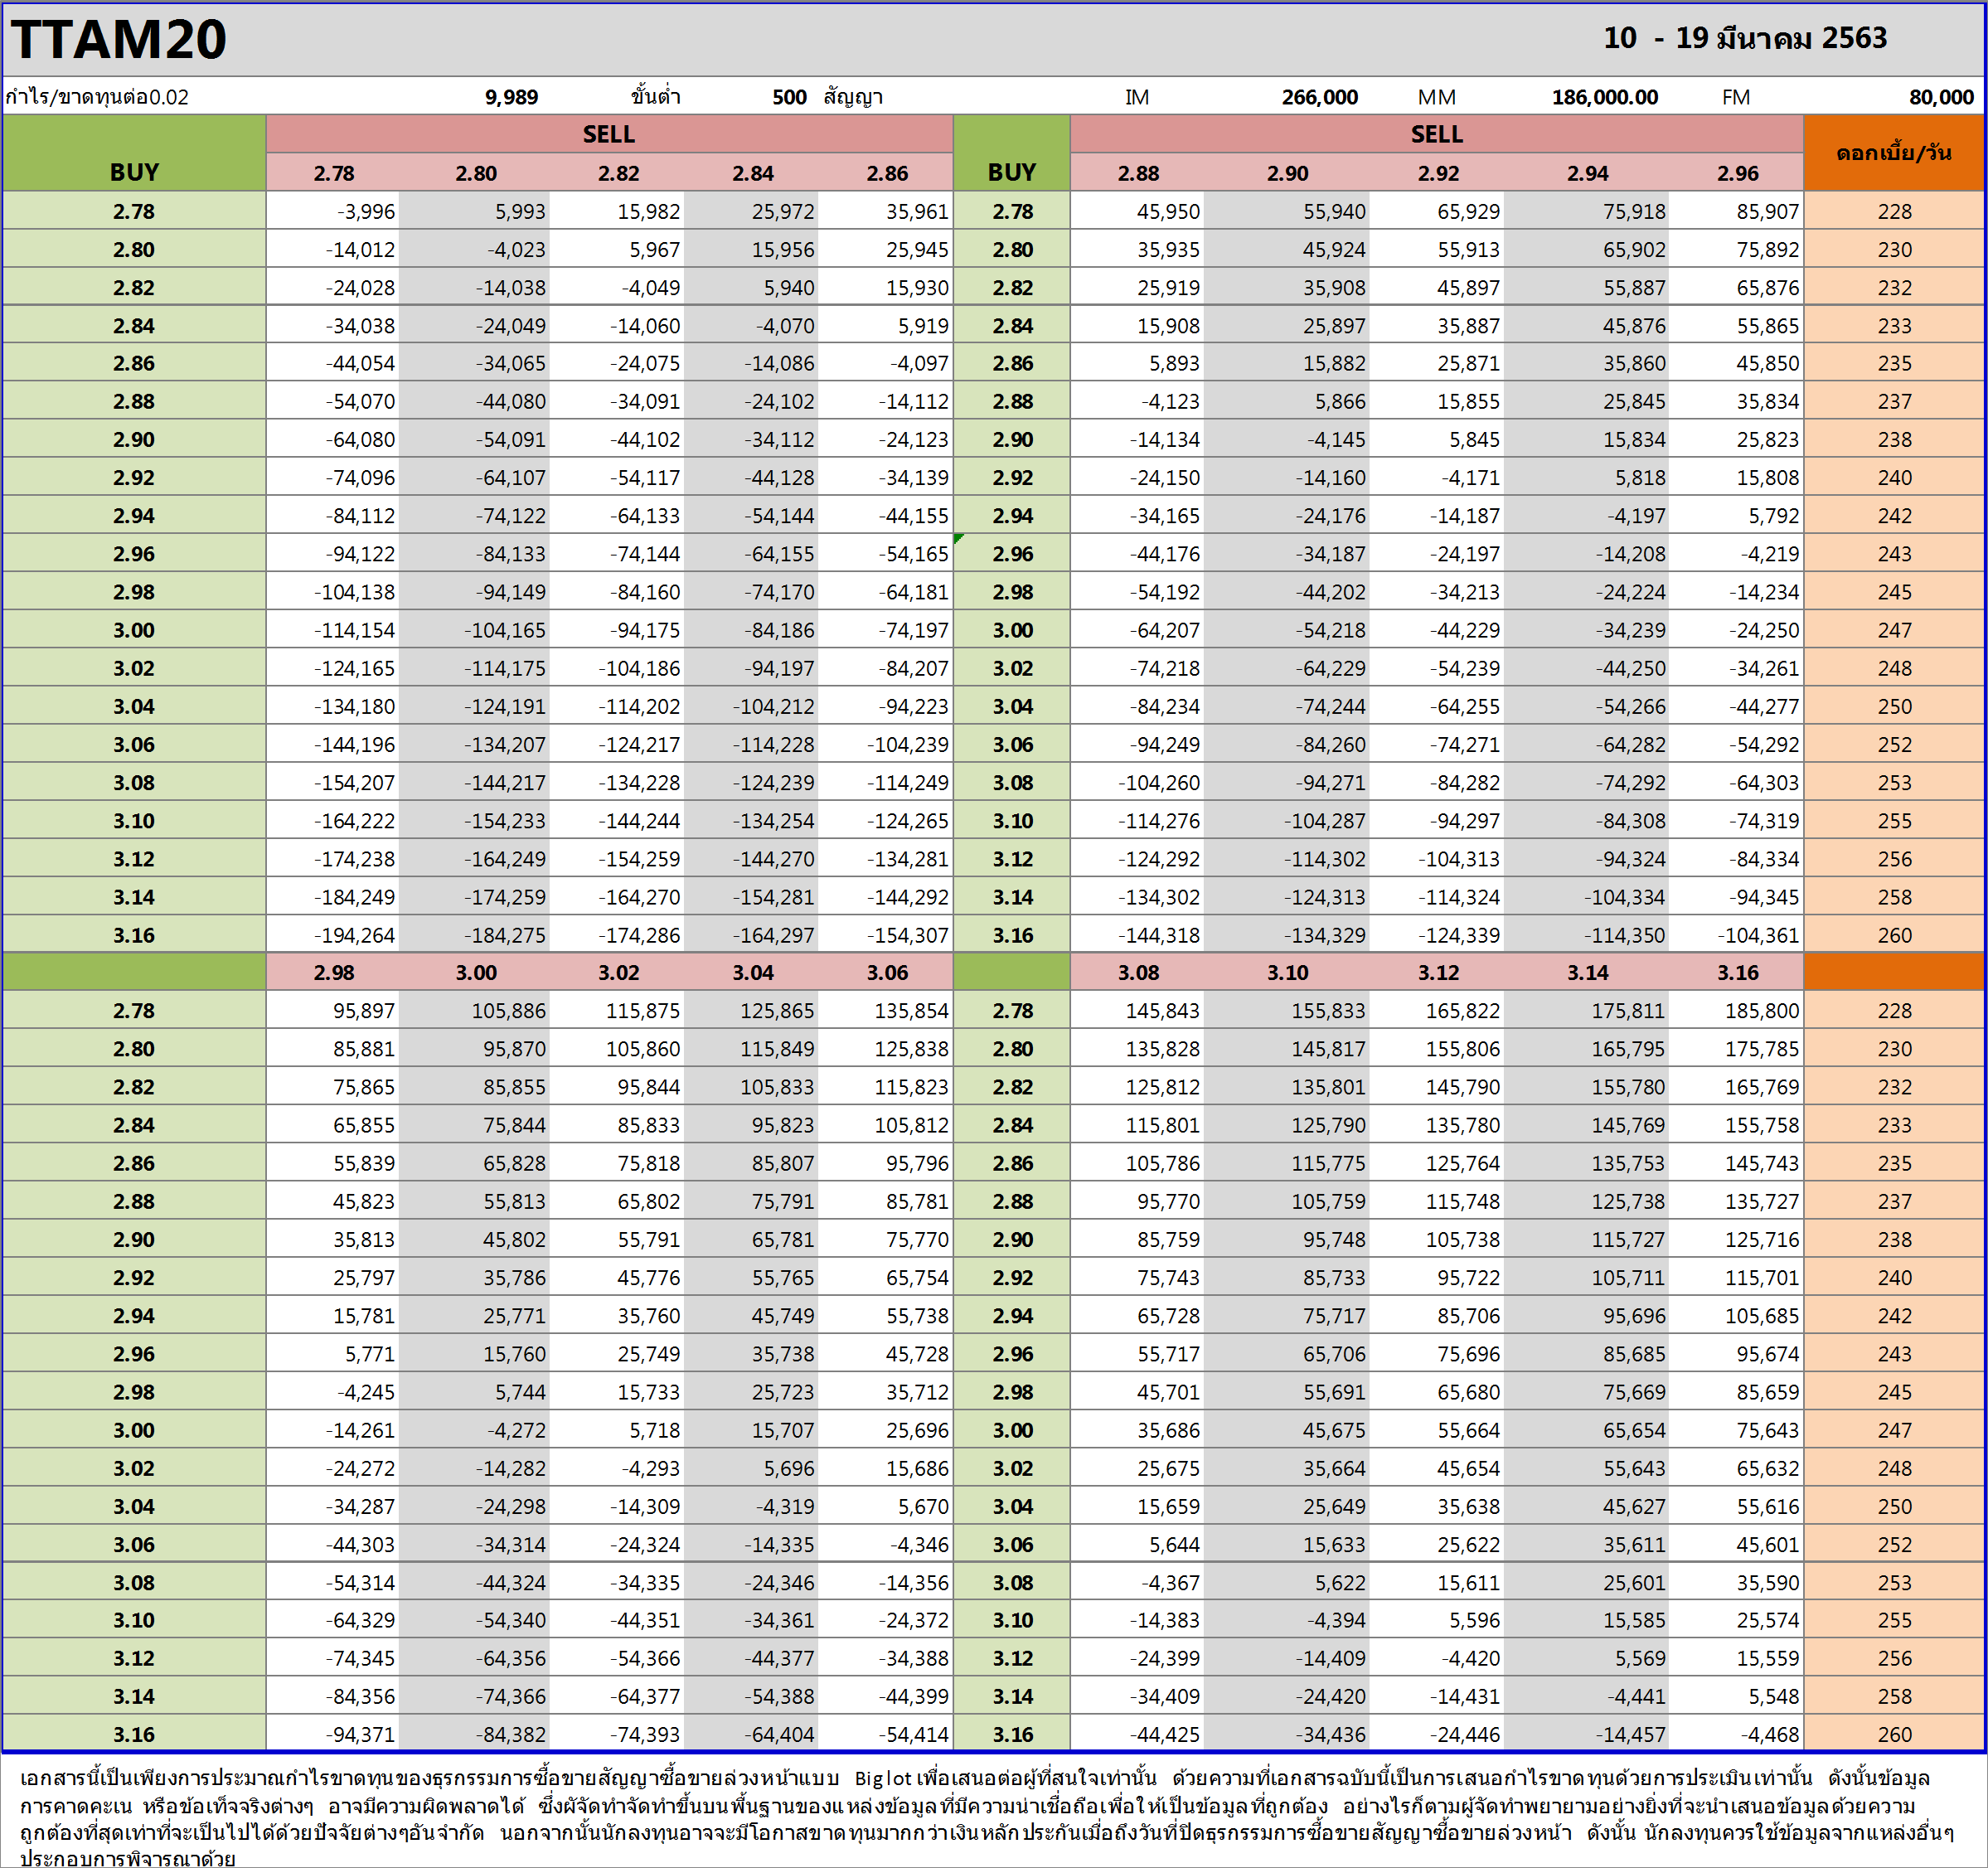 TTAM20 10 - 19 มีนาคม 2563
กำไร/ขาดทุนต่อ0.02 9,989 ขั้นต่ำ 500 สัญญา IM 266,000 MM 186,000.00 FM 80,000
BUY SELL BUY SELL ดอกเบี้ย/วัน
2.78 2.80 2.82 2.84 2.86 2.88 2.90 2.92 2.94 2.96
2.78 -3,996 5,993 15,982 25,972 35,961 2.78 45,950 55,940 65,929 75,918 85,907 228
2.80 -14,012 -4,023 5,967 15,956 25,945 2.80 35,935 45,924 55,913 65,902 75,892 230
2.82 -24,028 -14,038 -4,049 5,940 15,930 2.82 25,919 35,908 45,897 55,887 65,876 232
2.84 -34,038 -24,049 -14,060 -4,070 5,919 2.84 15,908 25,897 35,887 45,876 55,865 233
2.86 -44,054 -34,065 -24,075 -14,086 -4,097 2.86 5,893 15,882 25,871 35,860 45,850 235
2.88 -54,070 -44,080 -34,091 -24,102 -14,112 2.88 -4,123 5,866 15,855 25,845 35,834 237
2.90 -64,080 -54,091 -44,102 -34,112 -24,123 2.90 -14,134 -4,145 5,845 15,834 25,823 238
2.92 -74,096 -64,107 -54,117 -44,128 -34,139 2.92 -24,150 -14,160 -4,171 5,818 15,808 240
2.94 -84,112 -74,122 -64,133 -54,144 -44,155 2.94 -34,165 -24,176 -14,187 -4,197 5,792 242
2.96 -94,122 -84,133 -74,144 -64,155 -54,165 2.96 -44,176 -34,187 -24,197 -14,208 -4,219 243
2.98 -104,138 -94,149 -84,160 -74,170 -64,181 2.98 -54,192 -44,202 -34,213 -24,224 -14,234 245
3.00 -114,154 -104,165 -94,175 -84,186 -74,197 3.00 -64,207 -54,218 -44,229 -34,239 -24,250 247
3.02 -124,165 -114,175 -104,186 -94,197 -84,207 3.02 -74,218 -64,229 -54,239 -44,250 -34,261 248
3.04 -134,180 -124,191 -114,202 -104,212 -94,223 3.04 -84,234 -74,244 -64,255 -54,266 -44,277 250
3.06 -144,196 -134,207 -124,217 -114,228 -104,239 3.06 -94,249 -84,260 -74,271 -64,282 -54,292 252
3.08 -154,207 -144,217 -134,228 -124,239 -114,249 3.08 -104,260 -94,271 -84,282 -74,292 -64,303 253
3.10 -164,222 -154,233 -144,244 -134,254 -124,265 3.10 -114,276 -104,287 -94,297 -84,308 -74,319 255
3.12 -174,238 -164,249 -154,259 -144,270 -134,281 3.12 -124,292 -114,302 -104,313 -94,324 -84,334 256
3.14 -184,249 -174,259 -164,270 -154,281 -144,292 3.14 -134,302 -124,313 -114,324 -104,334 -94,345 258
3.16 -194,264 -184,275 -174,286 -164,297 -154,307 3.16 -144,318 -134,329 -124,339 -114,350 -104,361 260
2.98 3.00 3.02 3.04 3.06 3.08 3.10 3.12 3.14 3.16
2.78 95,897 105,886 115,875 125,865 135,854 2.78 145,843 155,833 165,822 175,811 185,800 228
2.80 85,881 95,870 105,860 115,849 125,838 2.80 135,828 145,817 155,806 165,795 175,785 230
2.82 75,865 85,855 95,844 105,833 115,823 2.82 125,812 135,801 145,790 155,780 165,769 232
2.84 65,855 75,844 85,833 95,823 105,812 2.84 115,801 125,790 135,780 145,769 155,758 233
2.86 55,839 65,828 75,818 85,807 95,796 2.86 105,786 115,775 125,764 135,753 145,743 235
2.88 45,823 55,813 65,802 75,791 85,781 2.88 95,770 105,759 115,748 125,738 135,727 237
2.90 35,813 45,802 55,791 65,781 75,770 2.90 85,759 95,748 105,738 115,727 125,716 238
2.92 25,797 35,786 45,776 55,765 65,754 2.92 75,743 85,733 95,722 105,711 115,701 240
2.94 15,781 25,771 35,760 45,749 55,738 2.94 65,728 75,717 85,706 95,696 105,685 242
2.96 5,771 15,760 25,749 35,738 45,728 2.96 55,717 65,706 75,696 85,685 95,674 243
2.98 -4,245 5,744 15,733 25,723 35,712 2.98 45,701 55,691 65,680 75,669 85,659 245
3.00 -14,261 -4,272 5,718 15,707 25,696 3.00 35,686 45,675 55,664 65,654 75,643 247
3.02 -24,272 -14,282 -4,293 5,696 15,686 3.02 25,675 35,664 45,654 55,643 65,632 248
3.04 -34,287 -24,298 -14,309 -4,319 5,670 3.04 15,659 25,649 35,638 45,627 55,616 250
3.06 -44,303 -34,314 -24,324 -14,335 -4,346 3.06 5,644 15,633 25,622 35,611 45,601 252
3.08 -54,314 -44,324 -34,335 -24,346 -14,356 3.08 -4,367 5,622 15,611 25,601 35,590 253
3.10 -64,329 -54,340 -44,351 -34,361 -24,372 3.10 -14,383 -4,394 5,596 15,585 25,574 255
3.12 -74,345 -64,356 -54,366 -44,377 -34,388 3.12 -24,399 -14,409 -4,420 5,569 15,559 256
3.14 -84,356 -74,366 -64,377 -54,388 -44,399 3.14 -34,409 -24,420 -14,431 -4,441 5,548 258
3.16 -94,371 -84,382 -74,393 -64,404 -54,414 3.16 -44,425 -34,436 -24,446 -14,457 -4,468 260
เอกสารนี้เป็นเพียงการประมาณกำไรขาดทุนของธุรกรรมการซื้อขายสัญญาซื้อขายล่วงหน้าแบบ Big lot เพื่อเสนอต่อผู้ที่สนใจเท่านั้น ด้วยความที่เอกสารฉบับนี้เป็นการเสนอกำไรขาดทุนด้วยการประเมินเท่านั้น ดังนั้นข้อมูล
การคาดคะเน หรือข้อเท็จจริงต่างๆ อาจมีความผิดพลาดได้ ซึ่งผัจัดทำจัดทำขึ้นบนพื้นฐานของแหล่งข้อมูลที่มีความน่าเชื่อถือเพื่อให้เป็นข้อมูลที่ถูกต้อง อย่างไรก็ตามผู้จัดทำพยายามอย่างยิ่งที่จะนำเสนอข้อมูลด้วยความ
ถูกต้องที่สุดเท่าที่จะเป็นไปได้ด้วยปัจจัยต่างๆอันจำกัด นอกจากนั้นนักลงทุนอาจจะมีโอกาสขาดทุนมากกว่าเงินหลักประกันเมื่อถึงวันที่ปิดธุรกรรมการซื้อขายสัญญาซื้อขายล่วงหน้า ดังนั้น นักลงทุนควรใช้ข้อมูลจากแหล่งอื่นๆ
ประกอบการพิจารณาด้วย